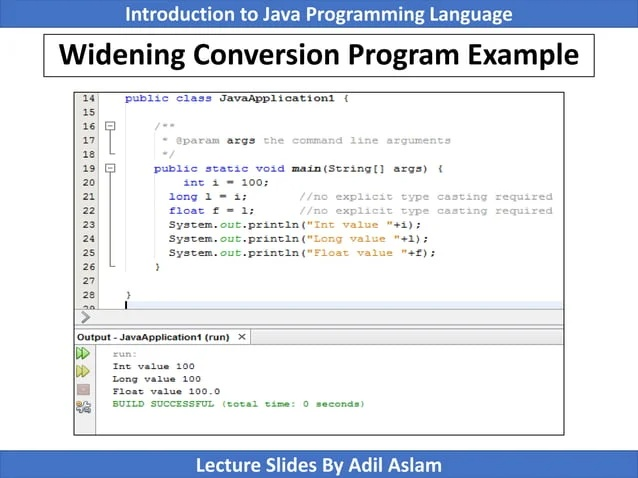 Introduction to Java Programming Language
Widening Conversion Program Example
14 public class JavaApplication1 {
15
16 /**
17 * @param args the command line arguments
18 */
19 public static void main(String[] args) {
20 int i = 100;
21 long l = i; //no explicit type casting required
22 float f = l; //no explicit type casting required
23 System.out.println("Int value "+i);
24 System.out.println("Long value "+l);
25 System.out.println("Float value "+f);
26 }
27
28 }
29
Output - JavaApplication1 (run) ×
run:
Int value 100
Long value 100
Float value 100.0
BUILD SUCCESSFUL (total time: 0 seconds)
Lecture Slides By Adil Aslam